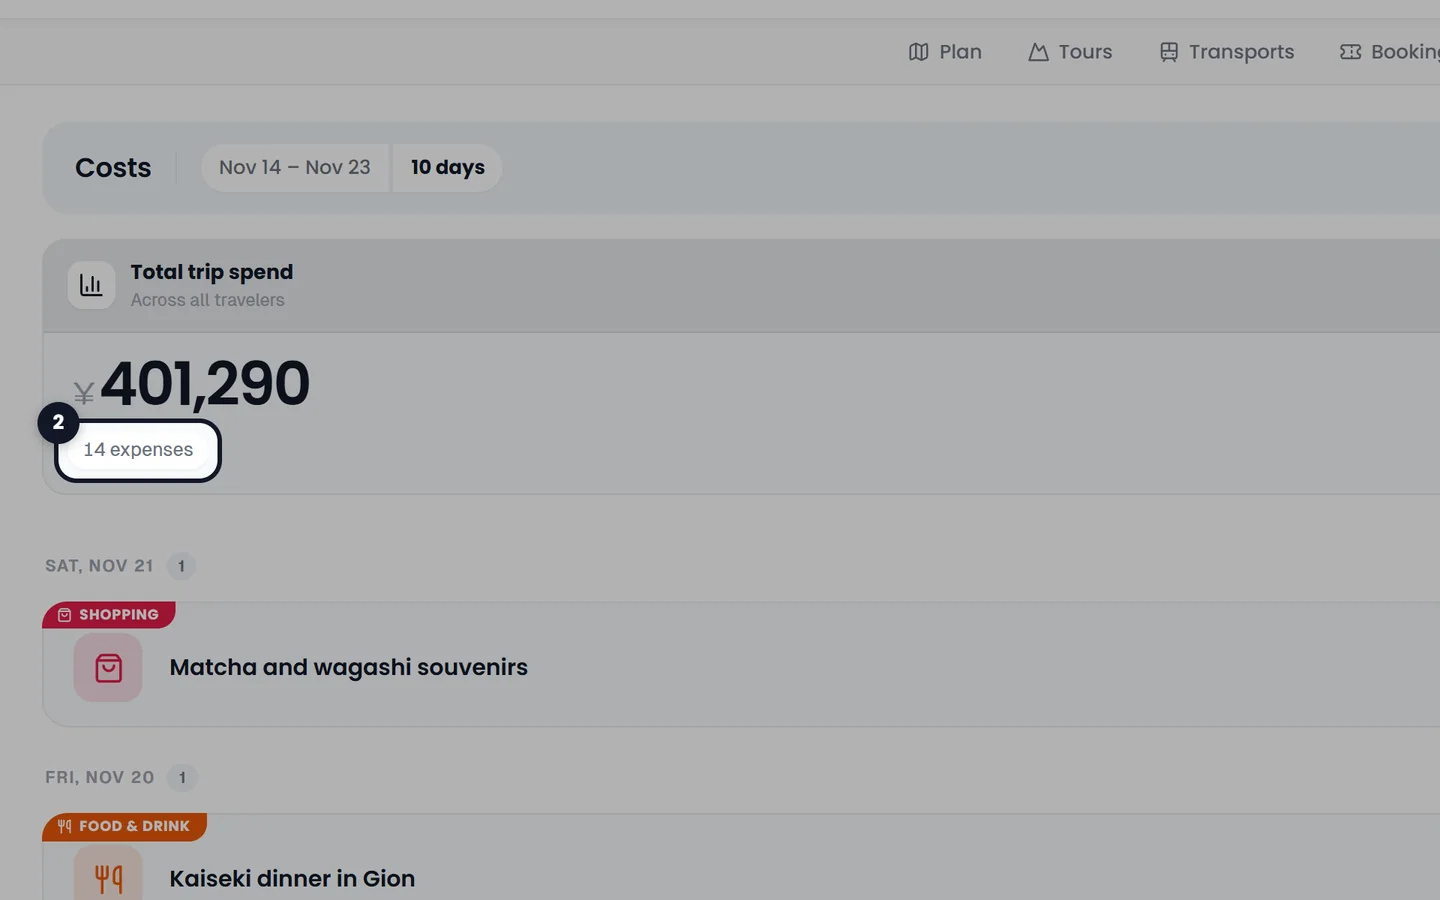 Plan Tours Transports Booking
Costs Nov 14 – Nov 23 10 days
Total trip spend
Across all travelers
¥401,290
2
14 expenses
SAT, NOV 21 1
SHOPPING
Matcha and wagashi souvenirs
FRI, NOV 20 1
FOOD & DRINK
Kaiseki dinner in Gion